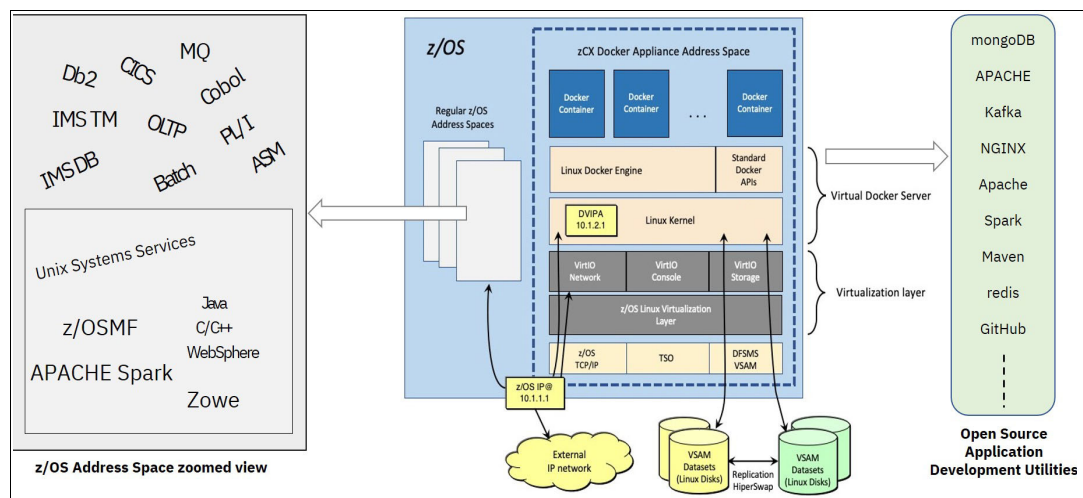 MQ
Db2
CICS
Cobol
IMS TM
OLTP
PL/I
IMS DB
Batch
ASM
Unix Systems Services
Java
z/OSMF
C/C++
WebSphere
APACHE Spark
Zowe
z/OS Address Space zoomed view
z/OS
Regular z/OS
Address Spaces
zCX Docker Appliance Address Space
Docker
Container
Docker
Container
. . .
Docker
Container
Linux Docker Engine
Standard
Docker
APIs
DVIPA
10.1.2.1
Linux Kernel
VirtIO
Network
VirtIO
Console
VirtIO
Storage
z/OS Linux Virtualization
Layer
z/OS
TCP/IP
TSO
DFSMS
VSAM
z/OS IP@
10.1.1.1
External
IP network
VSAM
Datasets
(Linux Disks)
Replication
HiperSwap
VSAM
Datasets
(Linux Disks)
Virtual Docker Server
Virtualization layer
mongoDB
APACHE
Kafka
NGINX
Apache
Spark
Maven
redis
GitHub
Open Source
Application
Development Utilities